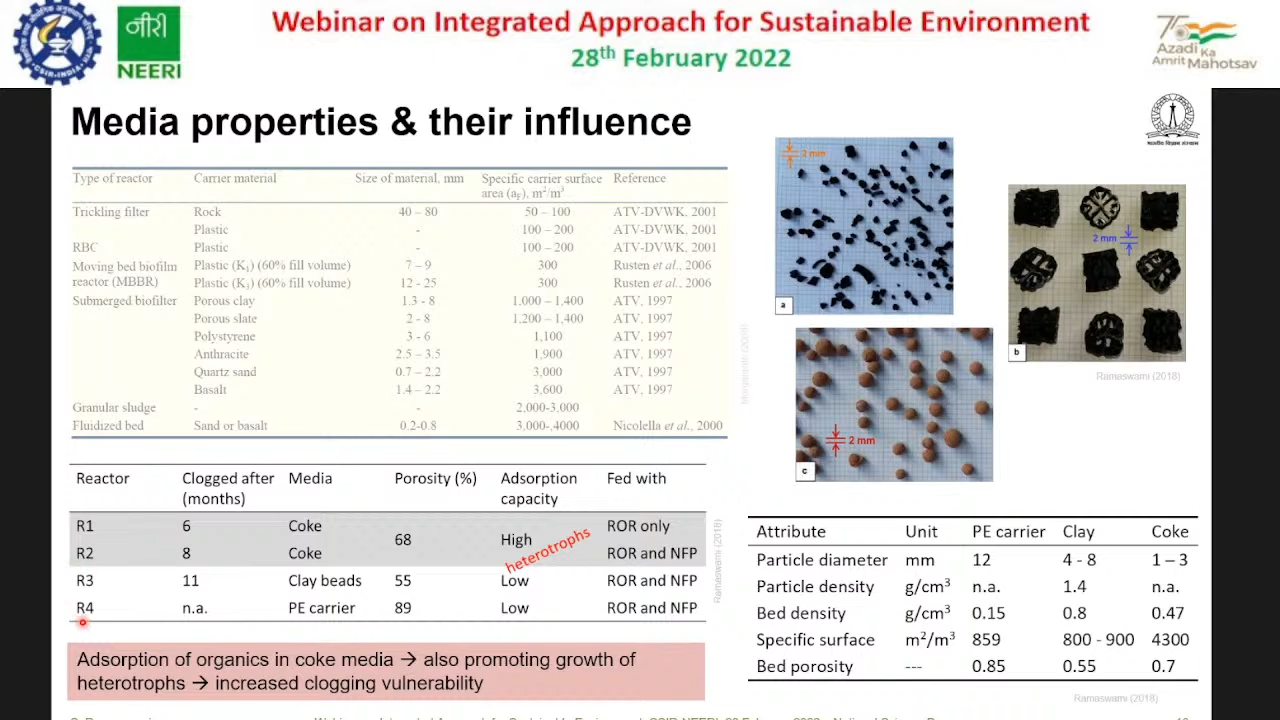 Webinar on Integrated Approach for Sustainable Environment
28th February 2022
CSIR-INDIA
नीरी
NEERI
75
Azadi Ka
Amrit Mahotsav
Media properties & their influence
Type of reactor Carrier material Size of material, mm Specific carrier surface area (aF), m2/m3 Reference
Trickling filter Rock 40 – 80 50 – 100 ATV-DVWK. 2001
Plastic - 100 – 200 ATV-DVWK. 2001
RBC Plastic - 100 – 200 ATV-DVWK. 2001
Moving bed biofilm reactor (MBBR) Plastic (K1) (60% fill volume) 7 – 9 300 Rusten et al., 2006
Plastic (K3) (60% fill volume) 12 - 25 300 Rusten et al., 2006
Submerged biofilter Porous clay 1.3 - 8 1,000 – 1,400 ATV, 1997
Porous slate 2 - 8 1,200 – 1,400 ATV, 1997
Polystyrene 3 - 6 1,100 ATV, 1997
Anthracite 2.5 – 3.5 1,900 ATV, 1997
Quartz sand 0.7 – 2.2 3,000 ATV, 1997
Basalt 1.4 – 2.2 3,600 ATV, 1997
Granular sludge - - 2,000-3,000
Fluidized bed Sand or basalt 0.2-0.8 3,000-,4000 Nicolella et al., 2000
2 mm
a
2 mm
b
Ramaswami (2018)
2 mm
c
Reactor Clogged after (months) Media Porosity (%) Adsorption capacity Fed with
R1 6 Coke 68 High ROR only
R2 8 Coke ROR and NFP
heterotrophs
R3 11 Clay beads 55 Low ROR and NFP
R4 n.a. PE carrier 89 Low ROR and NFP
Ramaswami (2018)
Adsorption of organics in coke media → also promoting growth of
heterotrophs → increased clogging vulnerability
Attribute Unit PE carrier Clay Coke
Particle diameter mm 12 4 - 8 1 – 3
Particle density g/cm3 n.a. 1.4 n.a.
Bed density g/cm3 0.15 0.8 0.47
Specific surface m2/m3 859 800 - 900 4300
Bed porosity --- 0.85 0.55 0.7
Ramaswami (2018)